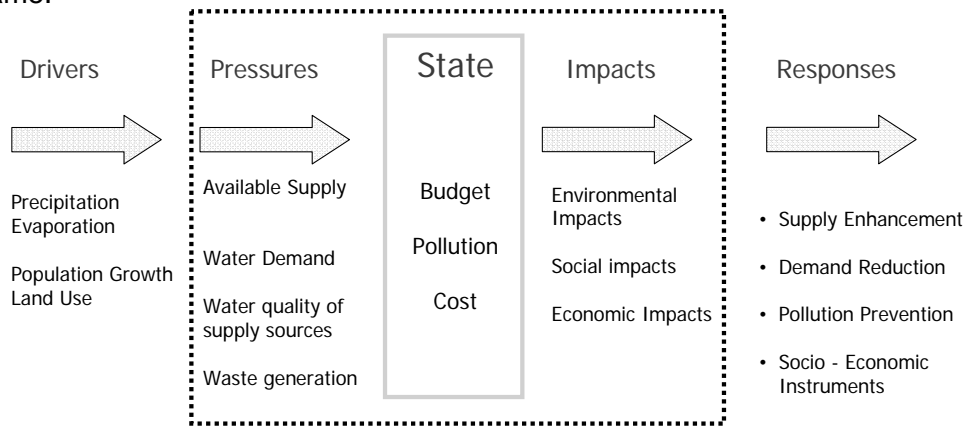 Drivers
Precipitation
Evaporation
Population Growth
Land Use
Pressures
Available Supply
Water Demand
Water quality of
supply sources
Waste generation
State
Budget
Pollution
Cost
Impacts
Environmental
Impacts
Social impacts
Economic Impacts
Responses
• Supply Enhancement
• Demand Reduction
• Pollution Prevention
• Socio - Economic
Instruments